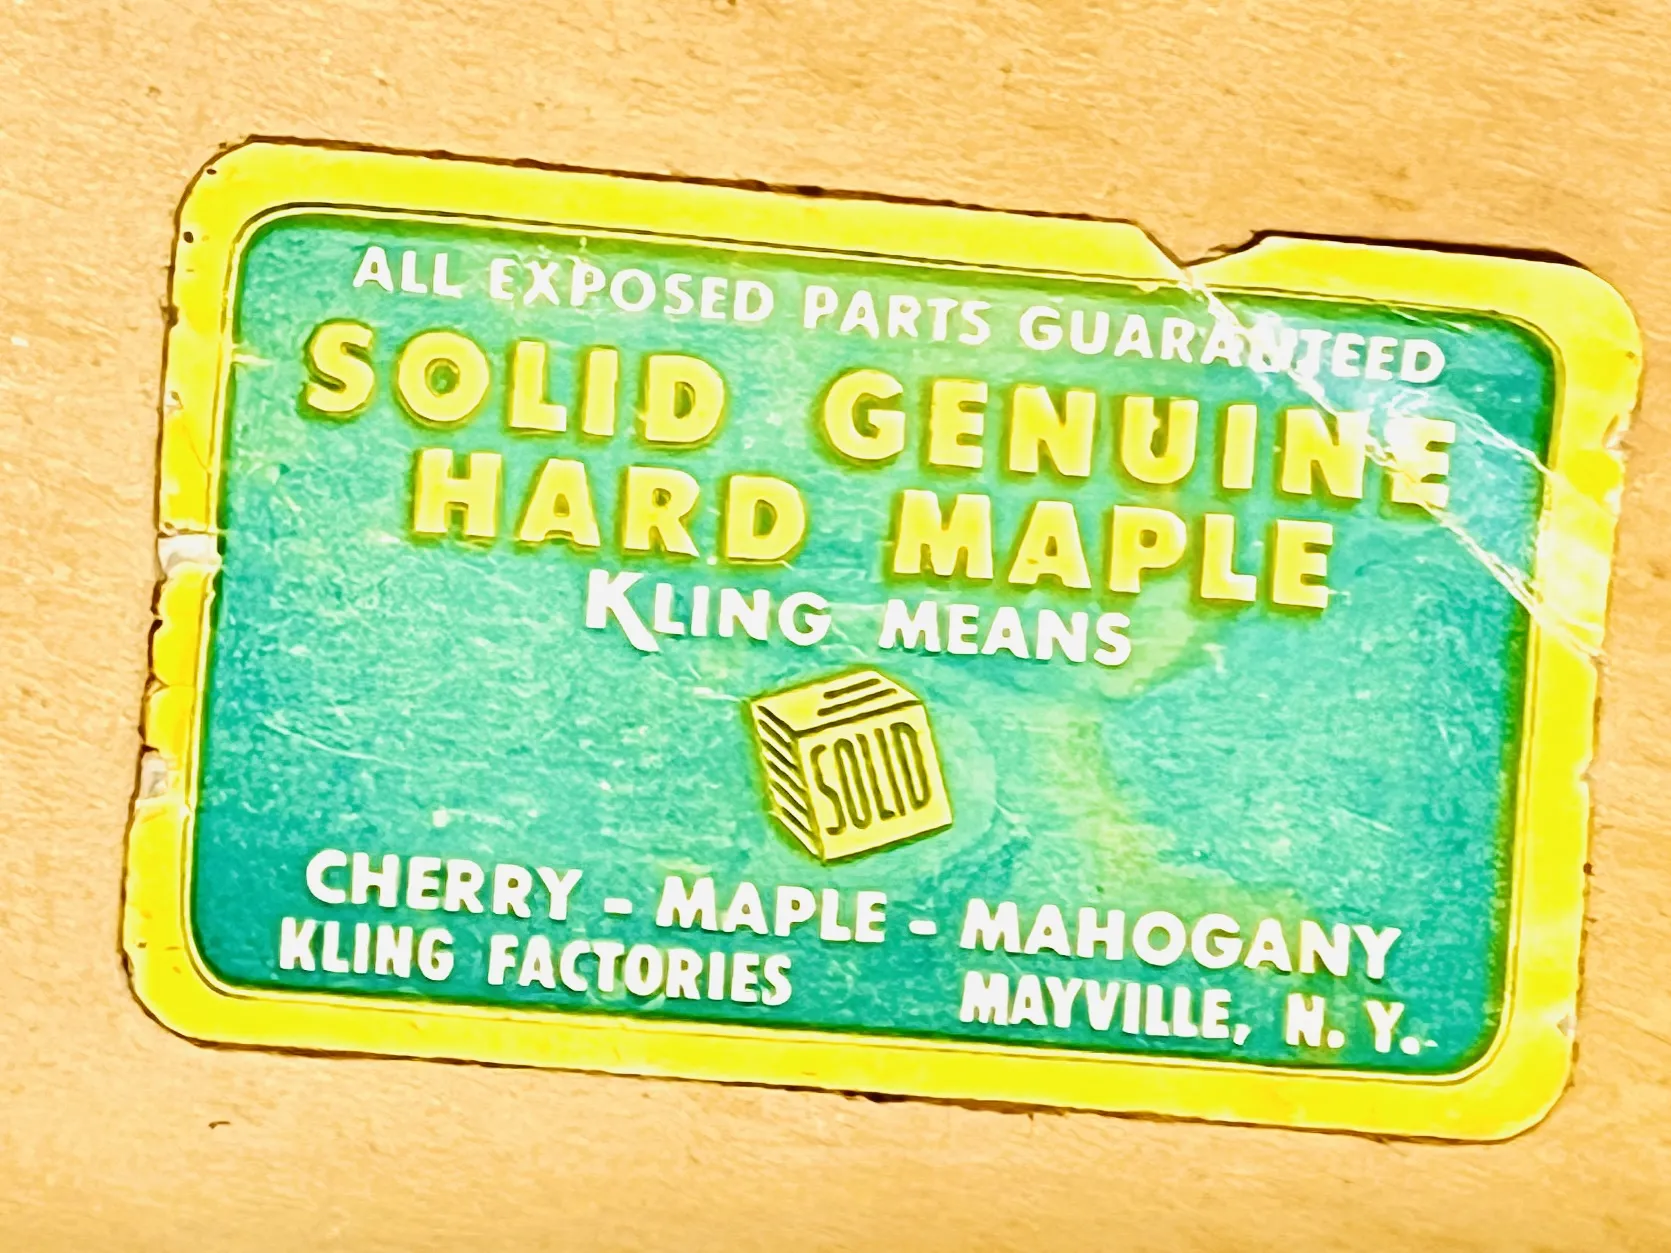 ALL EXPOSED PARTS GUARANTEED
SOLID GENUINE
HARD MAPLE
KLING MEANS
SOLID
CHERRY - MAPLE - MAHOGANY
KLING FACTORIES MAYVILLE, N. Y.